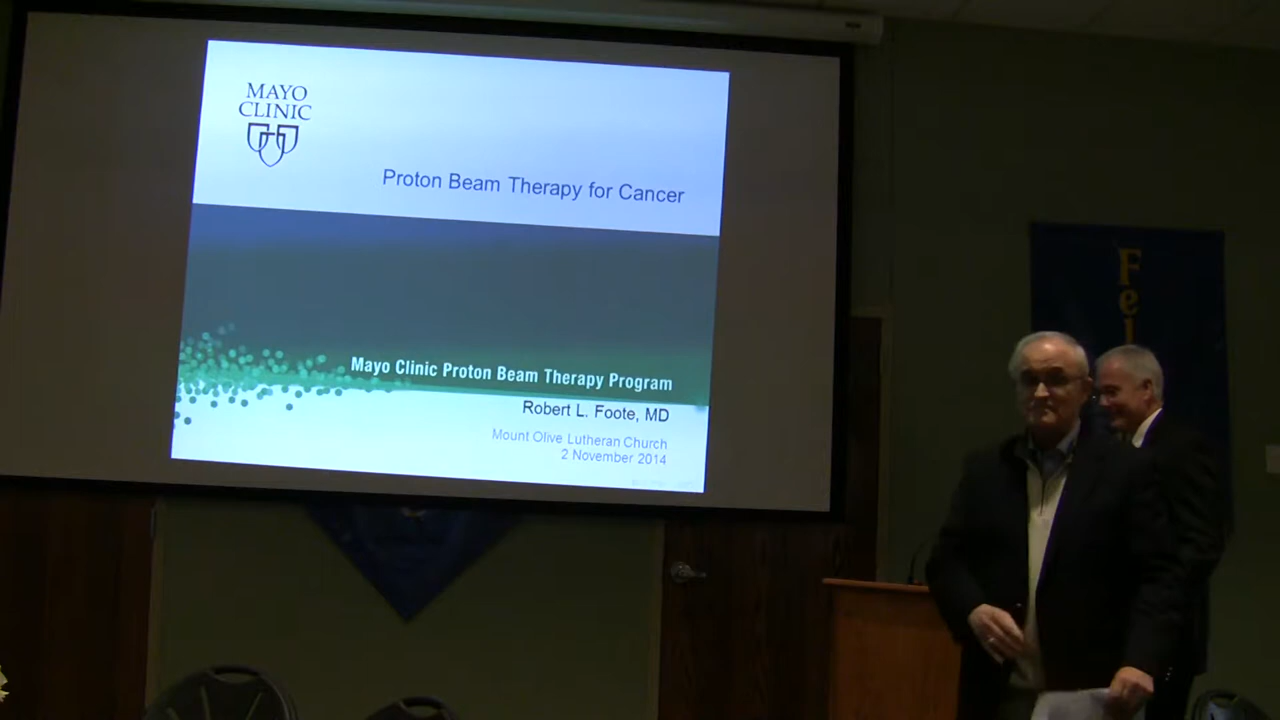 MAYO
CLINIC
Proton Beam Therapy for Cancer
Mayo Clinic Proton Beam Therapy Program
Robert L. Foote, MD
Mount Olive Lutheran Church
2 November 2014